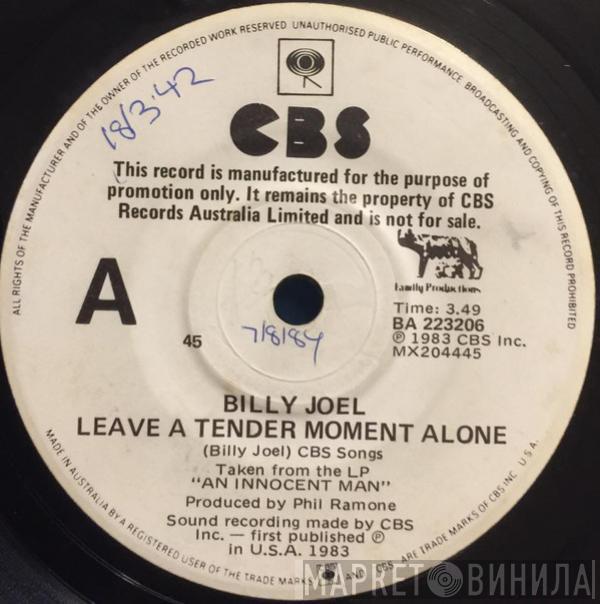 ALL RIGHTS OF THE MANUFACTURER AND OF THE OWNER OF THE RECORDED WORK RESERVED. UNAUTHORISED PUBLIC PERFORMANCE, BROADCASTING AND COPYING OF THIS RECORD PROHIBITED
18/3'42
CBS
This record is manufactured for the purpose of
promotion only. It remains the property of CBS
Records Australia Limited and is not for sale.
A
Family Productions
Time: 3.49
BA 223206
45
7/8/84
℗ 1983 CBS Inc.
MX204445
BILLY JOEL
LEAVE A TENDER MOMENT ALONE
(Billy Joel) CBS Songs
Taken from the LP
"AN INNOCENT MAN"
Produced by Phil Ramone
Sound recording made by CBS
Inc. — first published ℗
in U.S.A. 1983
MADE IN AUSTRALIA BY A REGISTERED USER OF THE TRADE MARKS AND CBS, ARE TRADE MARKS OF CBS INC. U.S.A.
МАРКЕТ ВИНИЛА